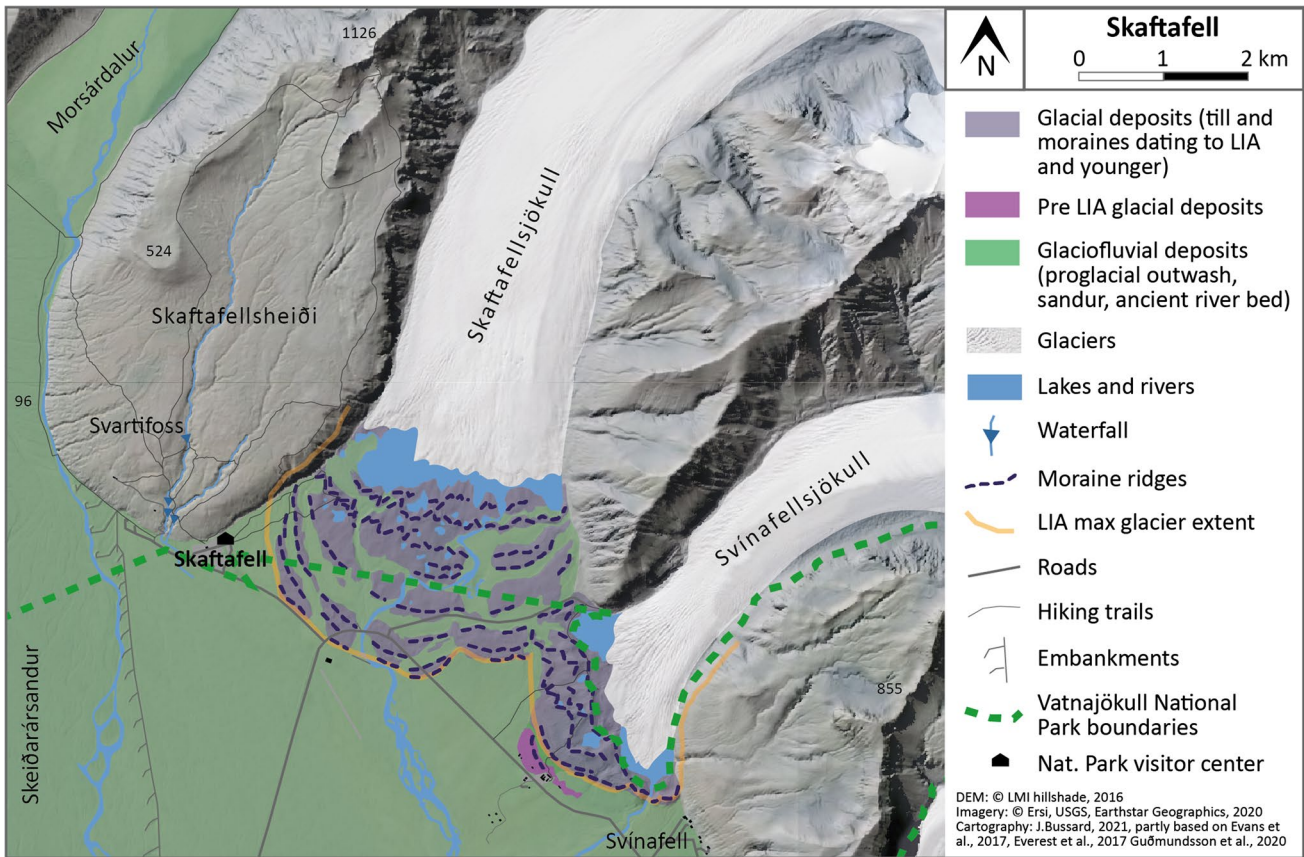 1126
Morsárdalur
524
Skaftafellsheiði
96
Svartifoss
Skaftafell
Skaftafellsjökull
Svínafellsjökull
Skeiðarársandur
855
Svínafell
N
Skaftafell
0 1 2 km
Glacial deposits (till and
moraines dating to LIA
and younger)
Pre LIA glacial deposits
Glaciofluvial deposits
(proglacial outwash,
sandur, ancient river bed)
Glaciers
Lakes and rivers
Waterfall
Moraine ridges
LIA max glacier extent
Roads
Hiking trails
Embankments
Vatnajökull National
Park boundaries
Nat. Park visitor center
DEM: © LMI hillshade, 2016
Imagery: © Ersi, USGS, Earthstar Geographics, 2020
Cartography: J.Bussard, 2021, partly based on Evans et
al., 2017, Everest et al., 2017 Guðmundsson et al., 2020